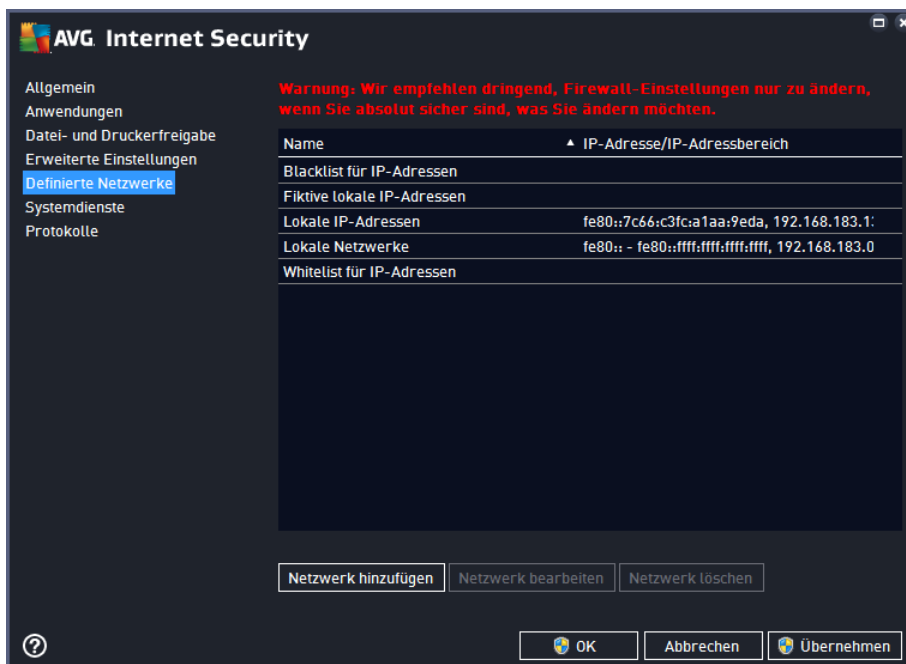 AVG Internet Security
Allgemein
Anwendungen
Datei- und Druckerfreigabe
Erweiterte Einstellungen
Definierte Netzwerke
Systemdienste
Protokolle
Warnung: Wir empfehlen dringend, Firewall-Einstellungen nur zu ändern,
wenn Sie absolut sicher sind, was Sie ändern möchten.
Name ▲ IP-Adresse/IP-Adressbereich
Blacklist für IP-Adressen
Fiktive lokale IP-Adressen
Lokale IP-Adressen fe80::7c66:c3fc:a1aa:9eda, 192.168.183.1
Lokale Netzwerke fe80:: - fe80::ffff:ffff:ffff:ffff, 192.168.183.0
Whitelist für IP-Adressen
Netzwerk hinzufügen Netzwerk bearbeiten Netzwerk löschen
? OK Abbrechen Übernehmen